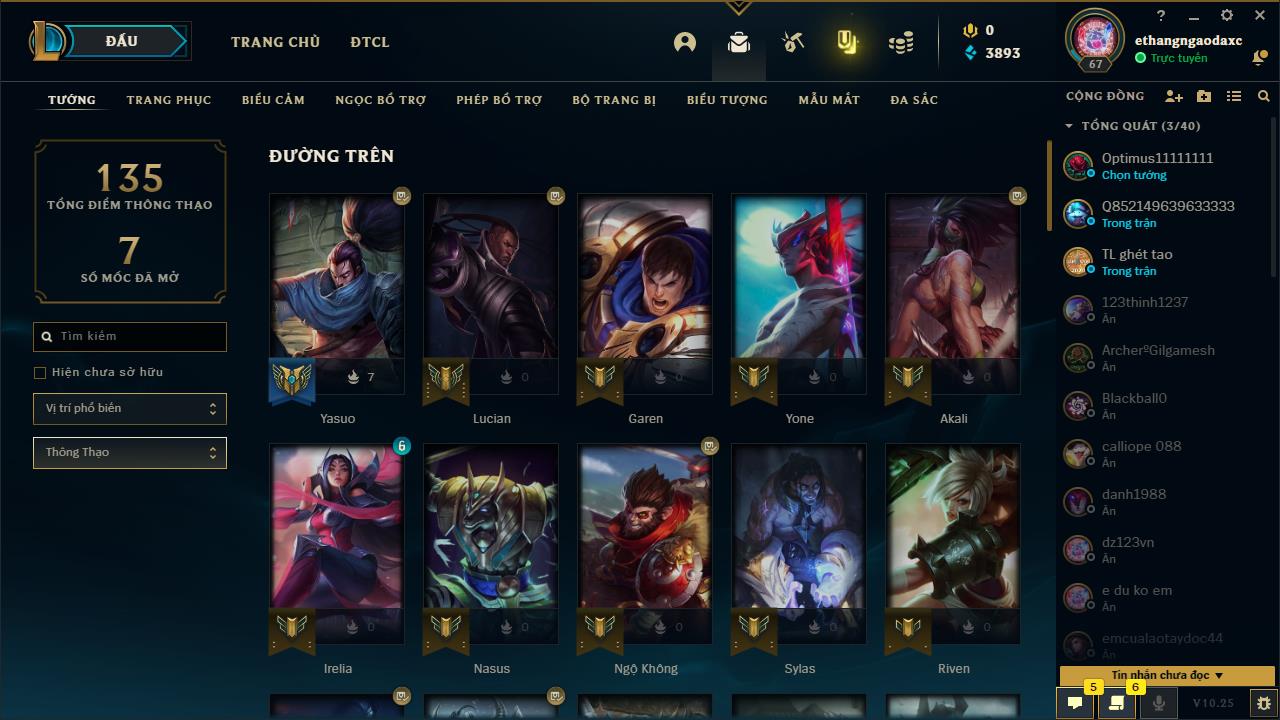 ĐẤU
TRANG CHỦ
ĐTCL
0
3893
?
ethangngaodaxc
Trực tuyến
67
TƯỚNG
TRANG PHỤC
BIỂU CẢM
NGỌC BỔ TRỢ
PHÉP BỔ TRỢ
BỘ TRANG BỊ
BIỂU TƯỢNG
MẪU MẮT
ĐA SẮC
135
TỔNG ĐIỂM THÔNG THẠO
7
SỐ MỐC ĐÃ MỞ
Tìm kiếm
Hiện chưa sở hữu
Vị trí phổ biến
Thông Thạo
ĐƯỜNG TRÊN
7
0
0
0
0
Yasuo
Lucian
Garen
Yone
Akali
6
0
0
0
0
0
Irelia
Nasus
Ngộ Không
Sylas
Riven
CỘNG ĐỒNG
TỔNG QUÁT (3/40)
Optimus11111111
Chọn tướng
Q852149639633333
Trong trận
TL ghét tao
Trong trận
123thinh1237
Ẩn
ArcherºGilgamesh
Ẩn
Blackball0
Ẩn
calliope 088
Ẩn
danh1988
Ẩn
dz123vn
Ẩn
e du ko em
Ẩn
emcualaotaydoc44
Ẩn
Tin nhắn chưa đọc
5
6
V10.25